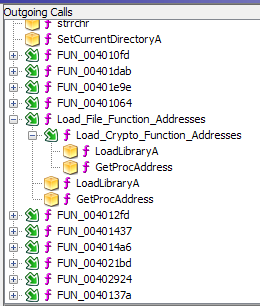 Outgoing Calls
strrchr
SetCurrentDirectoryA
FUN_004010fd
FUN_00401dab
FUN_00401e9e
FUN_00401064
Load_File_Function_Addresses
Load_Crypto_Function_Addresses
LoadLibraryA
GetProcAddress
LoadLibraryA
GetProcAddress
FUN_004012fd
FUN_00401437
FUN_004014a6
FUN_004021bd
FUN_00402924
FUN_0040137a